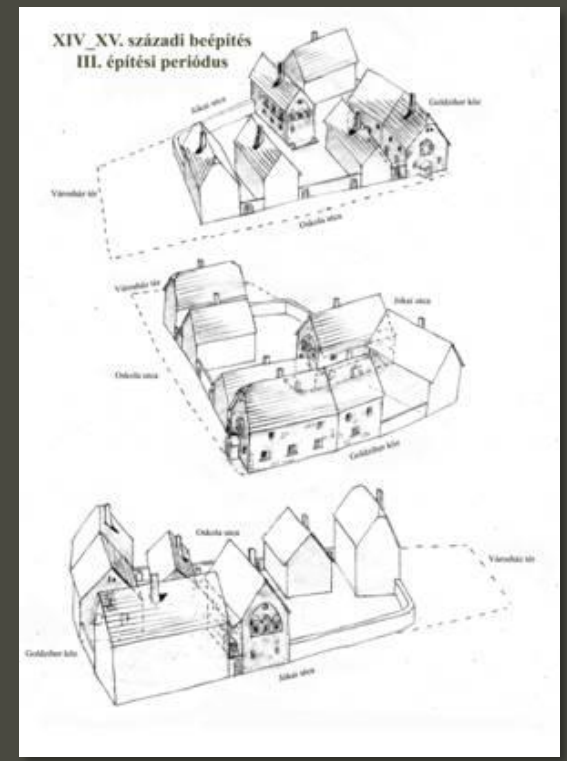 XIV_XV. századi beépítés
III. építési periódus
Jókai utca
Goldziher köz
Városház tér
Oskola utca
Városház tér
Jókai utca
Oskola utca
Goldziher köz
Oskola utca
Városház tér
Goldziher köz
Jókai utca